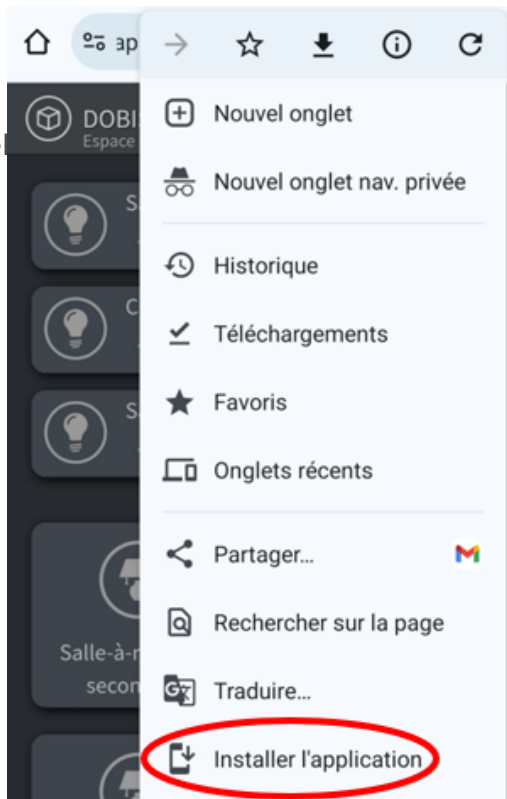 ap
DOBI
Espace
Nouvel onglet
Nouvel onglet nav. privée
Historique
Téléchargements
Favoris
Onglets récents
Partager...
Rechercher sur la page
Traduire...
Installer l'application
S
C
S
Salle-à-
secon